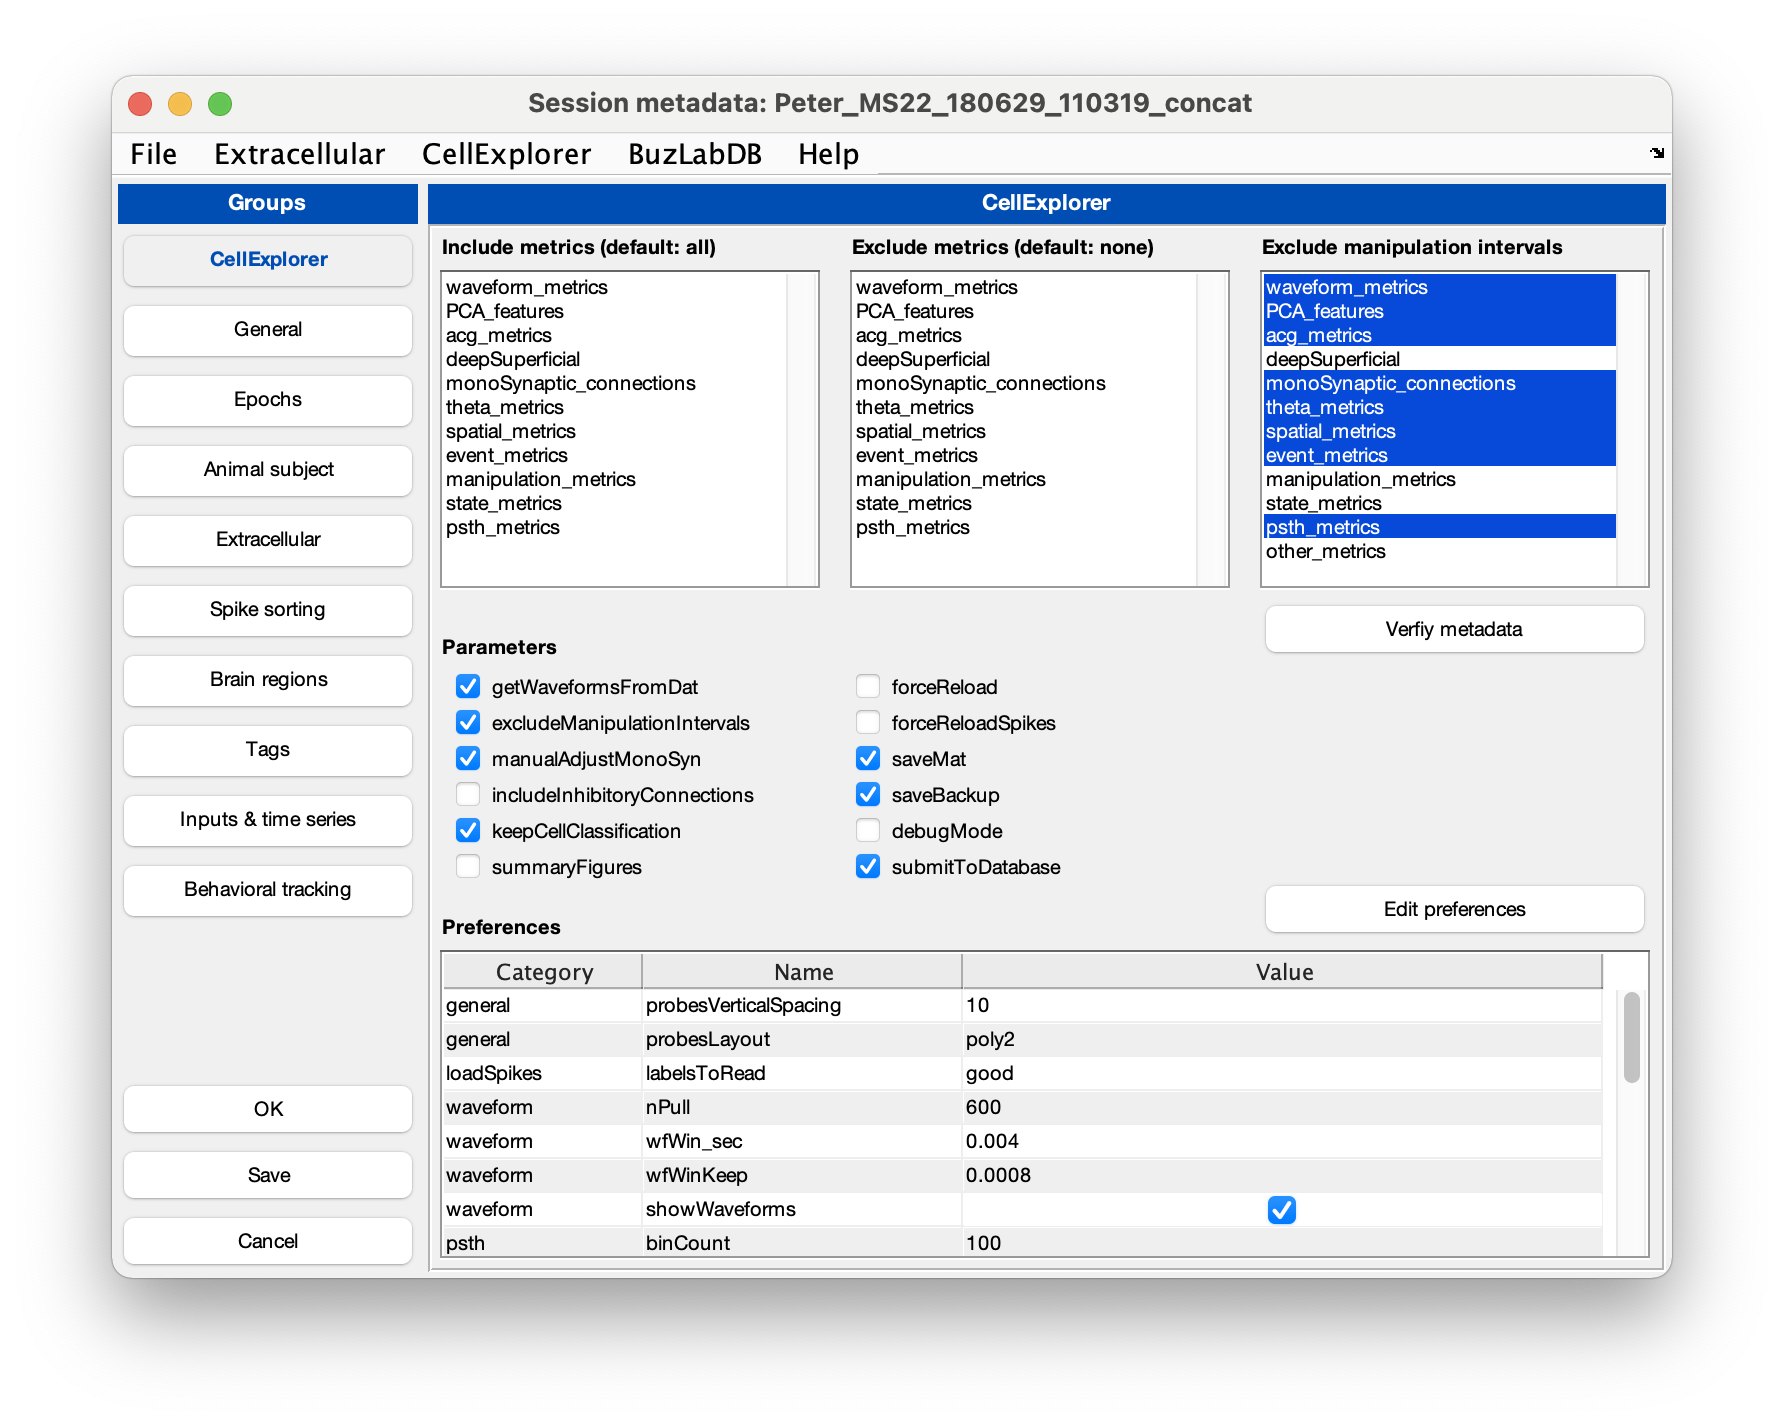 Session metadata: Peter_MS22_180629_110319_concat
File Extracellular CellExplorer BuzLabDB Help
Groups
CellExplorer
General
Epochs
Animal subject
Extracellular
Spike sorting
Brain regions
Tags
Inputs & time series
Behavioral tracking
OK
Save
Cancel
CellExplorer
Include metrics (default: all)
waveform_metrics
PCA_features
acg_metrics
deepSuperficial
monoSynaptic_connections
theta_metrics
spatial_metrics
event_metrics
manipulation_metrics
state_metrics
psth_metrics
Exclude metrics (default: none)
waveform_metrics
PCA_features
acg_metrics
deepSuperficial
monoSynaptic_connections
theta_metrics
spatial_metrics
event_metrics
manipulation_metrics
state_metrics
psth_metrics
Exclude manipulation intervals
waveform_metrics
PCA_features
acg_metrics
deepSuperficial
monoSynaptic_connections
theta_metrics
spatial_metrics
event_metrics
manipulation_metrics
state_metrics
psth_metrics
other_metrics
Verfiy metadata
Parameters
getWaveformsFromDat
excludeManipulationIntervals
manualAdjustMonoSyn
includeInhibitoryConnections
keepCellClassification
summaryFigures
forceReload
forceReloadSpikes
saveMat
saveBackup
debugMode
submitToDatabase
Edit preferences
Preferences
Category Name Value
general probesVerticalSpacing 10
general probesLayout poly2
loadSpikes labelsToRead good
waveform nPull 600
waveform wfWin_sec 0.004
waveform wfWinKeep 0.0008
waveform showWaveforms
psth binCount 100